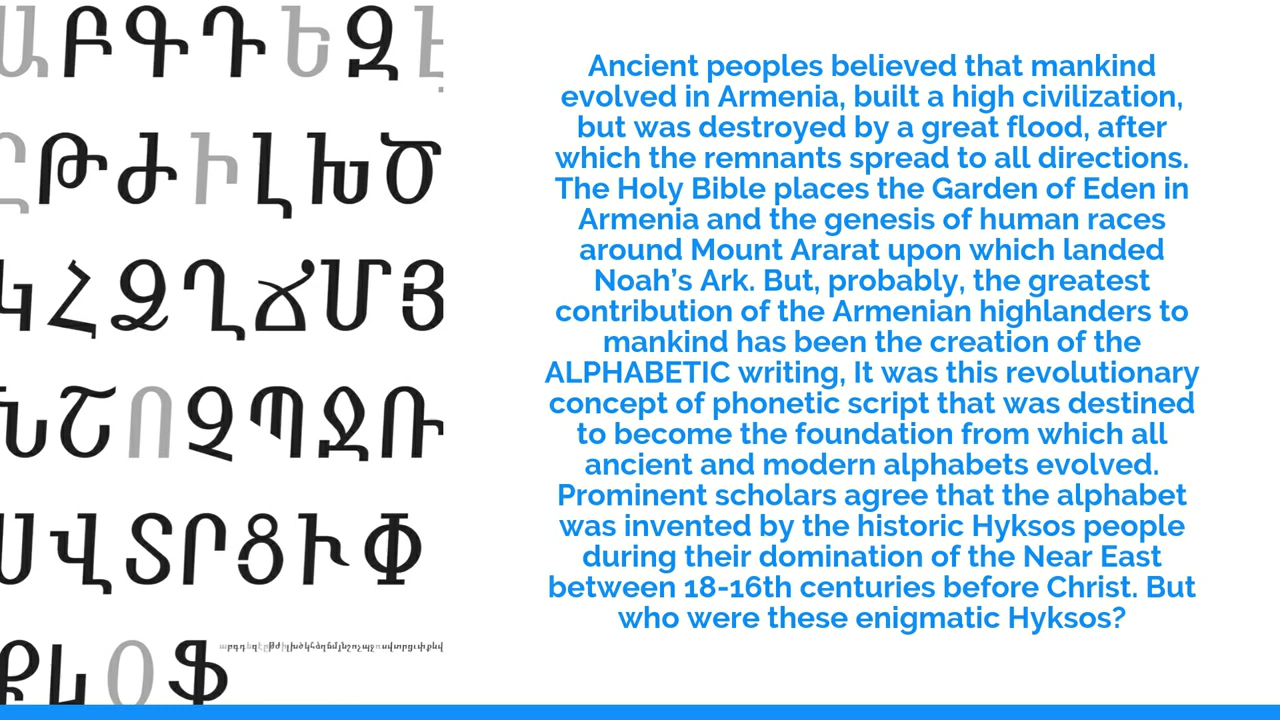 Ա Բ Գ Դ Ե Զ Է
Ը Թ Ժ Ի Լ Խ Ծ
Կ Հ Ձ Ղ Ճ Մ Յ
Ն Շ Ո Չ Պ Ջ Ռ
Ս Վ Տ Ր Ց Ւ Փ
Ք և Օ Ֆ
Ancient peoples believed that mankind
evolved in Armenia, built a high civilization,
but was destroyed by a great flood, after
which the remnants spread to all directions.
The Holy Bible places the Garden of Eden in
Armenia and the genesis of human races
around Mount Ararat upon which landed
Noah’s Ark. But, probably, the greatest
contribution of the Armenian highlanders to
mankind has been the creation of the
ALPHABETIC writing, It was this revolutionary
concept of phonetic script that was destined
to become the foundation from which all
ancient and modern alphabets evolved.
Prominent scholars agree that the alphabet
was invented by the historic Hyksos people
during their domination of the Near East
between 18-16th centuries before Christ. But
who were these enigmatic Hyksos?